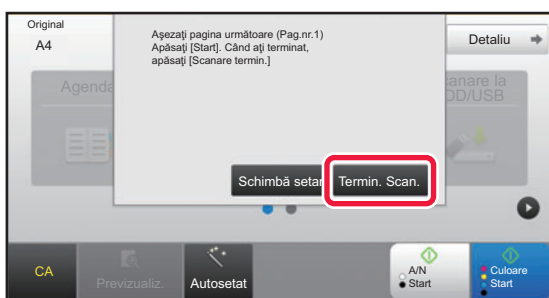 Original
A4
Aşezaţi pagina următoare (Pag.nr.1)
Apăsaţi [Start]. Când aţi terminat,
apăsaţi [Scanare termin.]
Detaliu
Agenda
anare la
DD/USB
Schimbă setar
Termin. Scan.
CA
Previzualiz.
Autosetat
A/N
Start
Culoare
Start